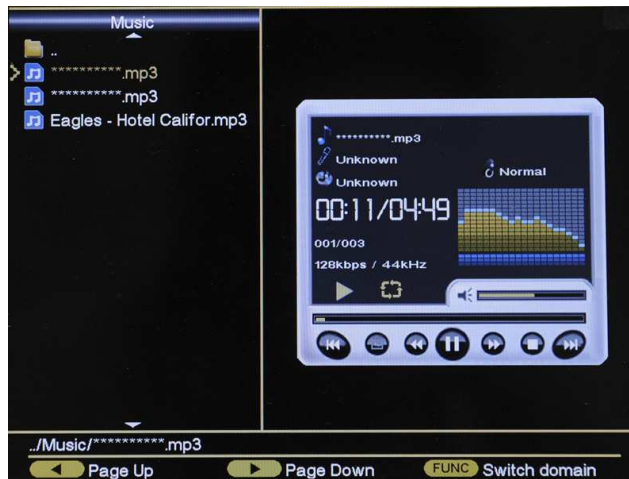 Music
..
**********.mp3
**********.mp3
Eagles - Hotel Califor.mp3
**********.mp3
Unknown
Unknown
Normal
00:11/04:49
001/003
128kbps / 44kHz
../Music/**********.mp3
Page Up
Page Down
FUNC Switch domain